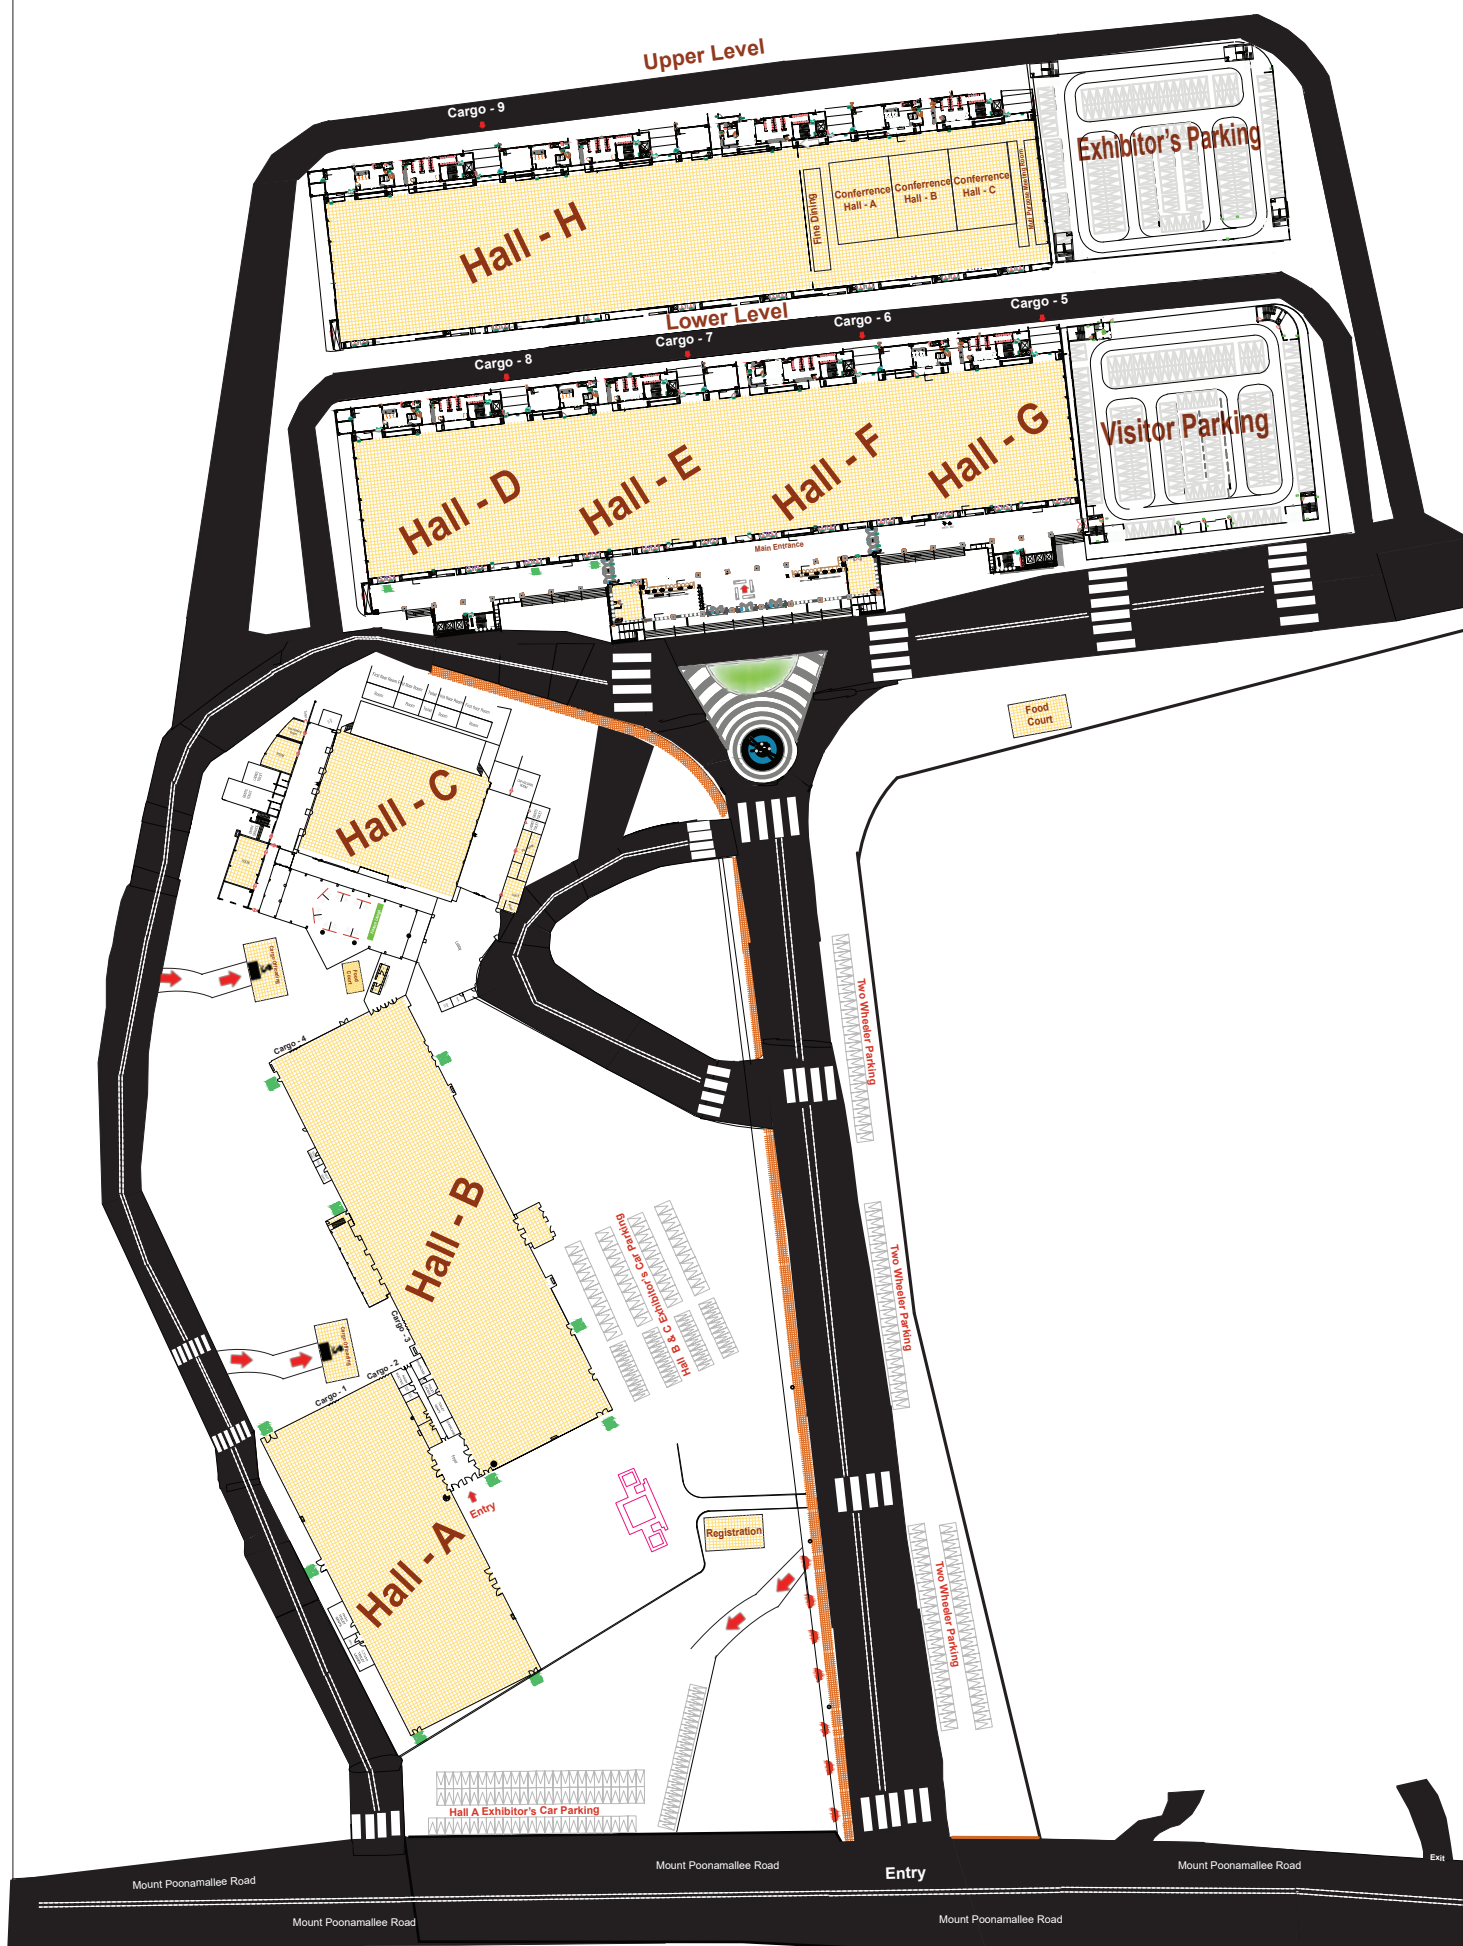 Upper Level
Cargo - 9
Exhibitor's Parking
Hall - H
Fine Dining
Conferrence
Hall - A
Conferrence
Hall - B
Conferrence
Hall - C
Lower Level
Cargo - 8
Cargo - 7
Cargo - 6
Cargo - 5
Visitor Parking
Hall - D
Hall - E
Hall - F
Hall - G
Main Entrance
Food
Court
Hall - C
Food
Court
Cargo - 4
Two Wheeler Parking
Hall - B
Hall B & C Exhibitor's Car Parking
Two Wheeler Parking
Cargo - 3
Cargo - 2
Cargo - 1
Entry
Hall - A
Registration
Two Wheeler Parking
Hall A Exhibitor's Car Parking
Mount Poonamallee Road
Mount Poonamallee Road
Entry
Mount Poonamallee Road
Exit
Mount Poonamallee Road
Mount Poonamallee Road